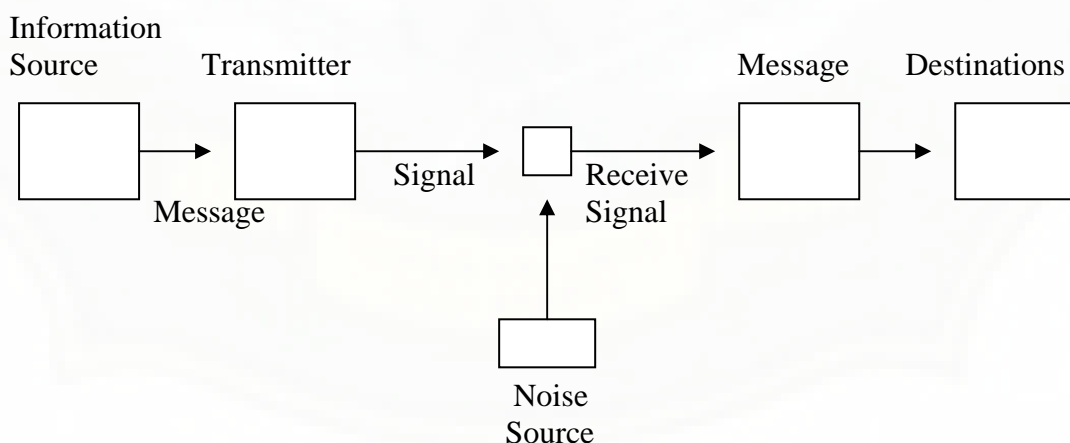 Information
Source
Transmitter
Message
Destinations
Message
Signal
Receive
Signal
Noise
Source